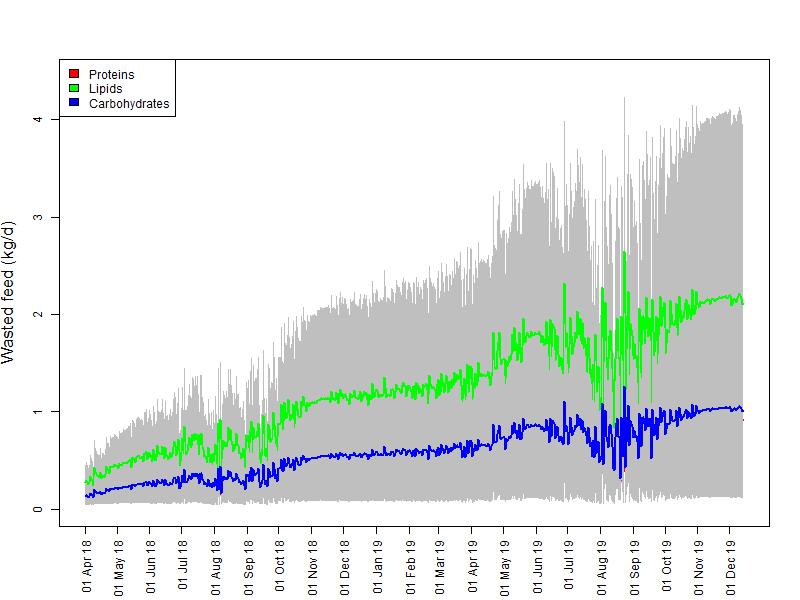 Proteins
Lipids
Carbohydrates
Wasted feed (kg/d)
4
3
2
1
0
01 Apr 18
01 May 18
01 Jun 18
01 Jul 18
01 Aug 18
01 Sep 18
01 Oct 18
01 Nov 18
01 Dec 18
01 Jan 19
01 Feb 19
01 Mar 19
01 Apr 19
01 May 19
01 Jun 19
01 Jul 19
01 Aug 19
01 Sep 19
01 Oct 19
01 Nov 19
01 Dec 19